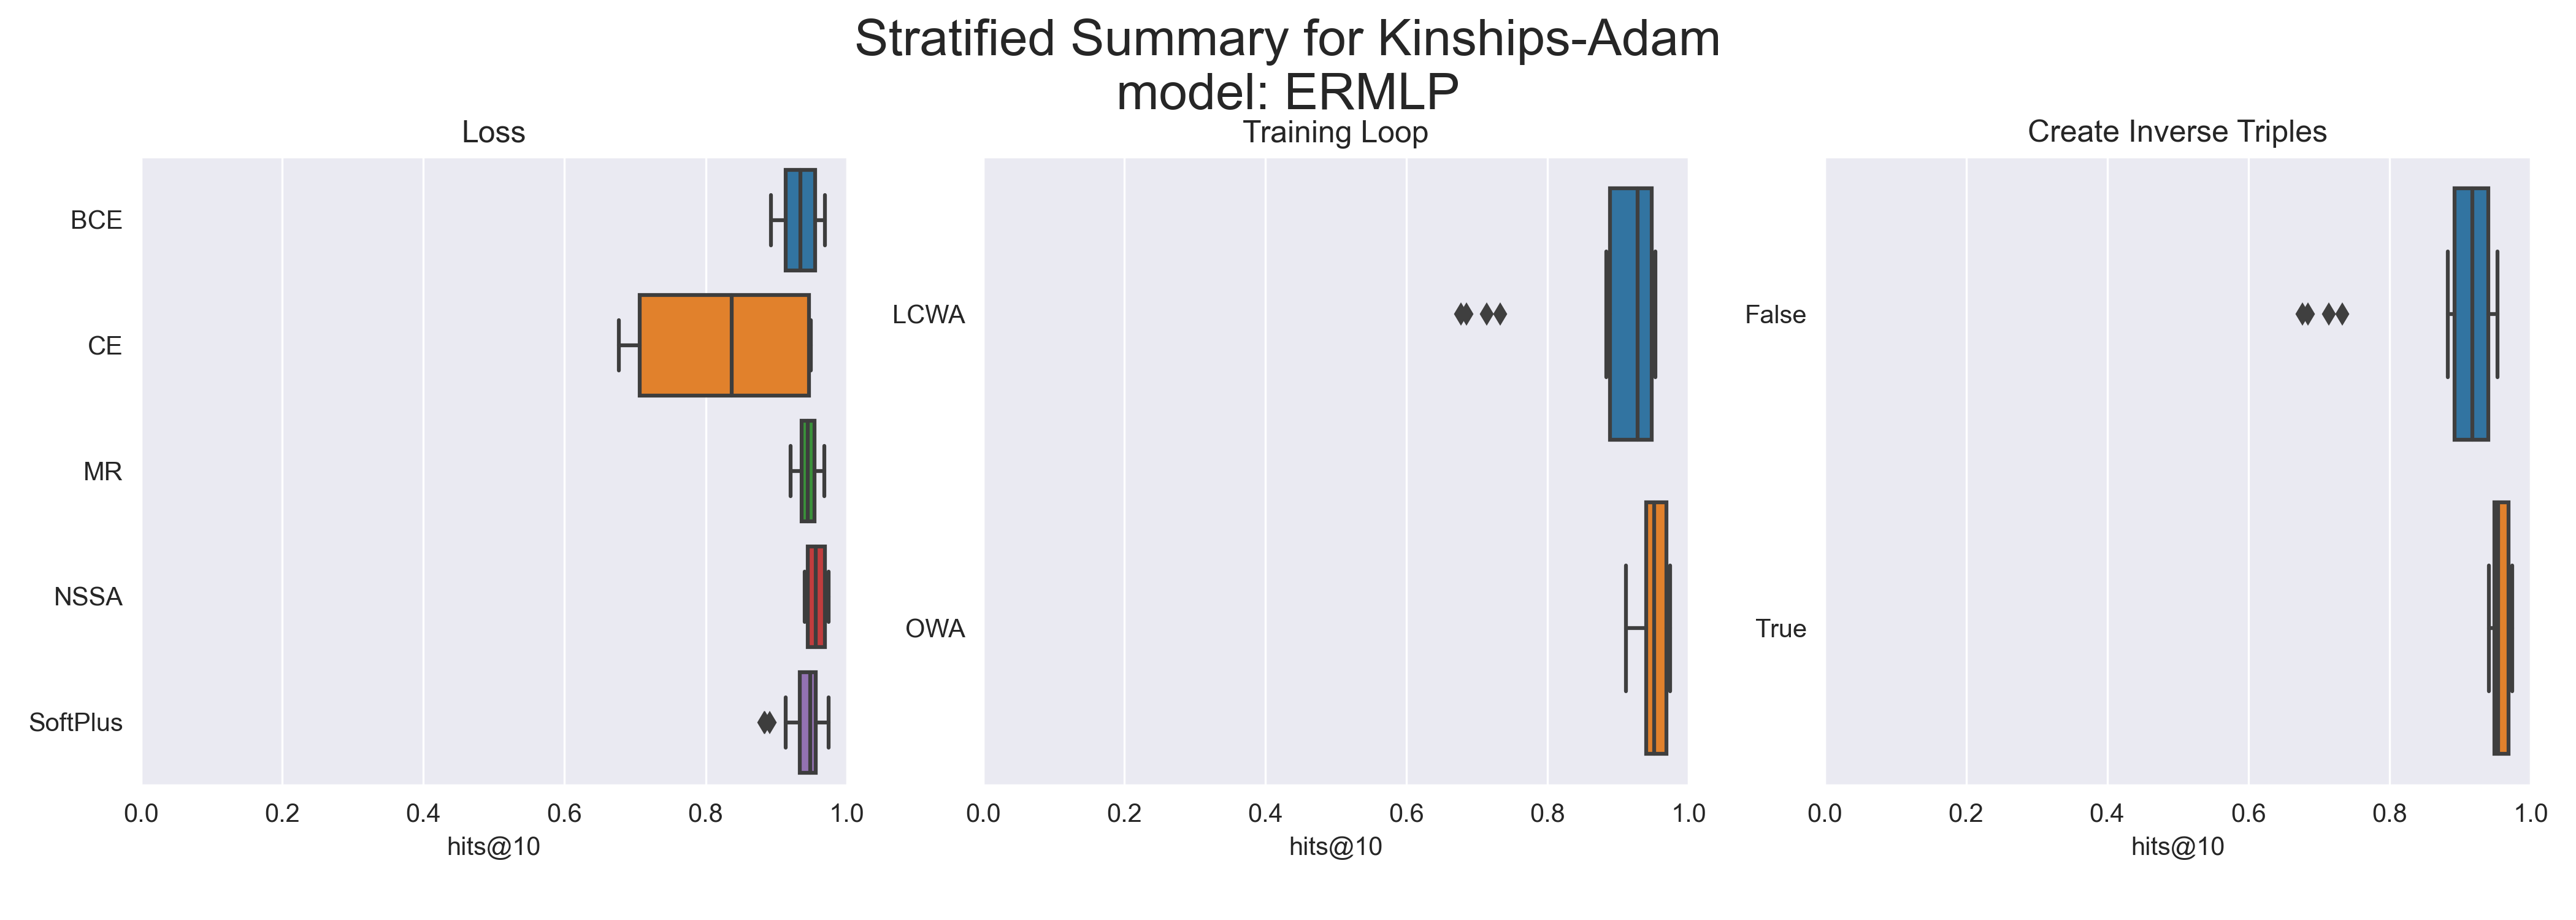 Stratified Summary for Kinships-Adam
model: ERMLP
Loss
BCE
CE
MR
NSSA
SoftPlus
0.0 0.2 0.4 0.6 0.8 1.0
hits@10
Training Loop
LCWA
OWA
0.0 0.2 0.4 0.6 0.8 1.0
hits@10
Create Inverse Triples
False
True
0.0 0.2 0.4 0.6 0.8 1.0
hits@10